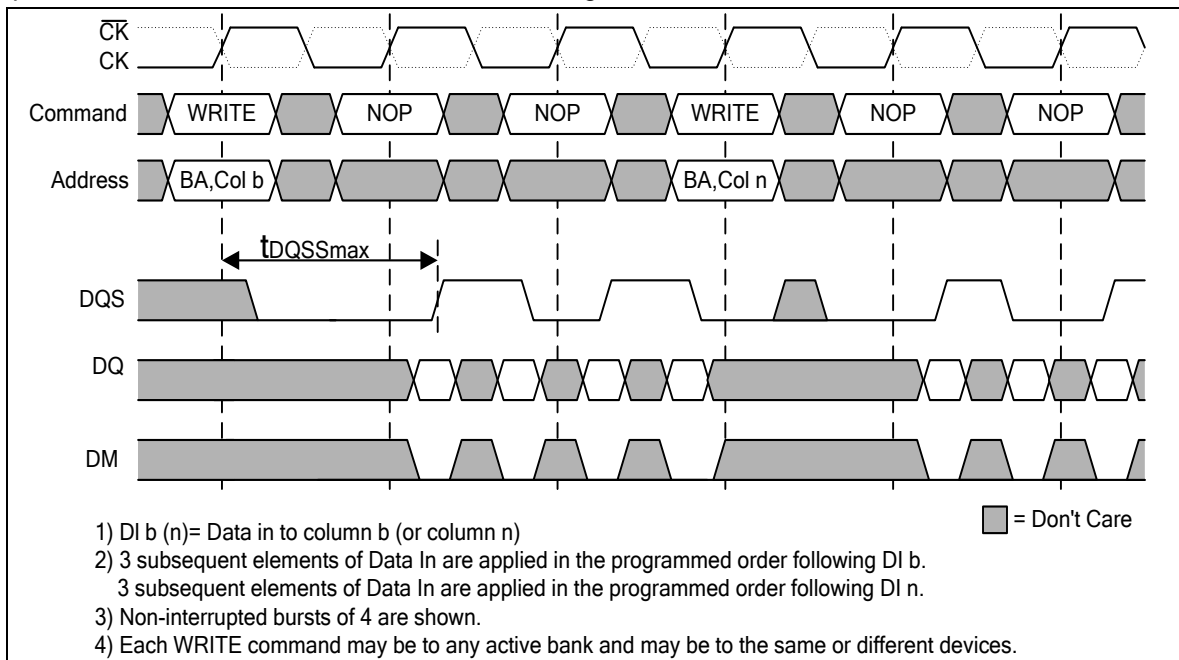 CK
CK
Command WRITE NOP NOP WRITE NOP NOP
Address BA,Col b BA,Col n
tDQSSmax
DQS
DQ
DM
= Don't Care
1) DI b (n)= Data in to column b (or column n)
2) 3 subsequent elements of Data In are applied in the programmed order following DI b.
3 subsequent elements of Data In are applied in the programmed order following DI n.
3) Non-interrupted bursts of 4 are shown.
4) Each WRITE command may be to any active bank and may be to the same or different devices.